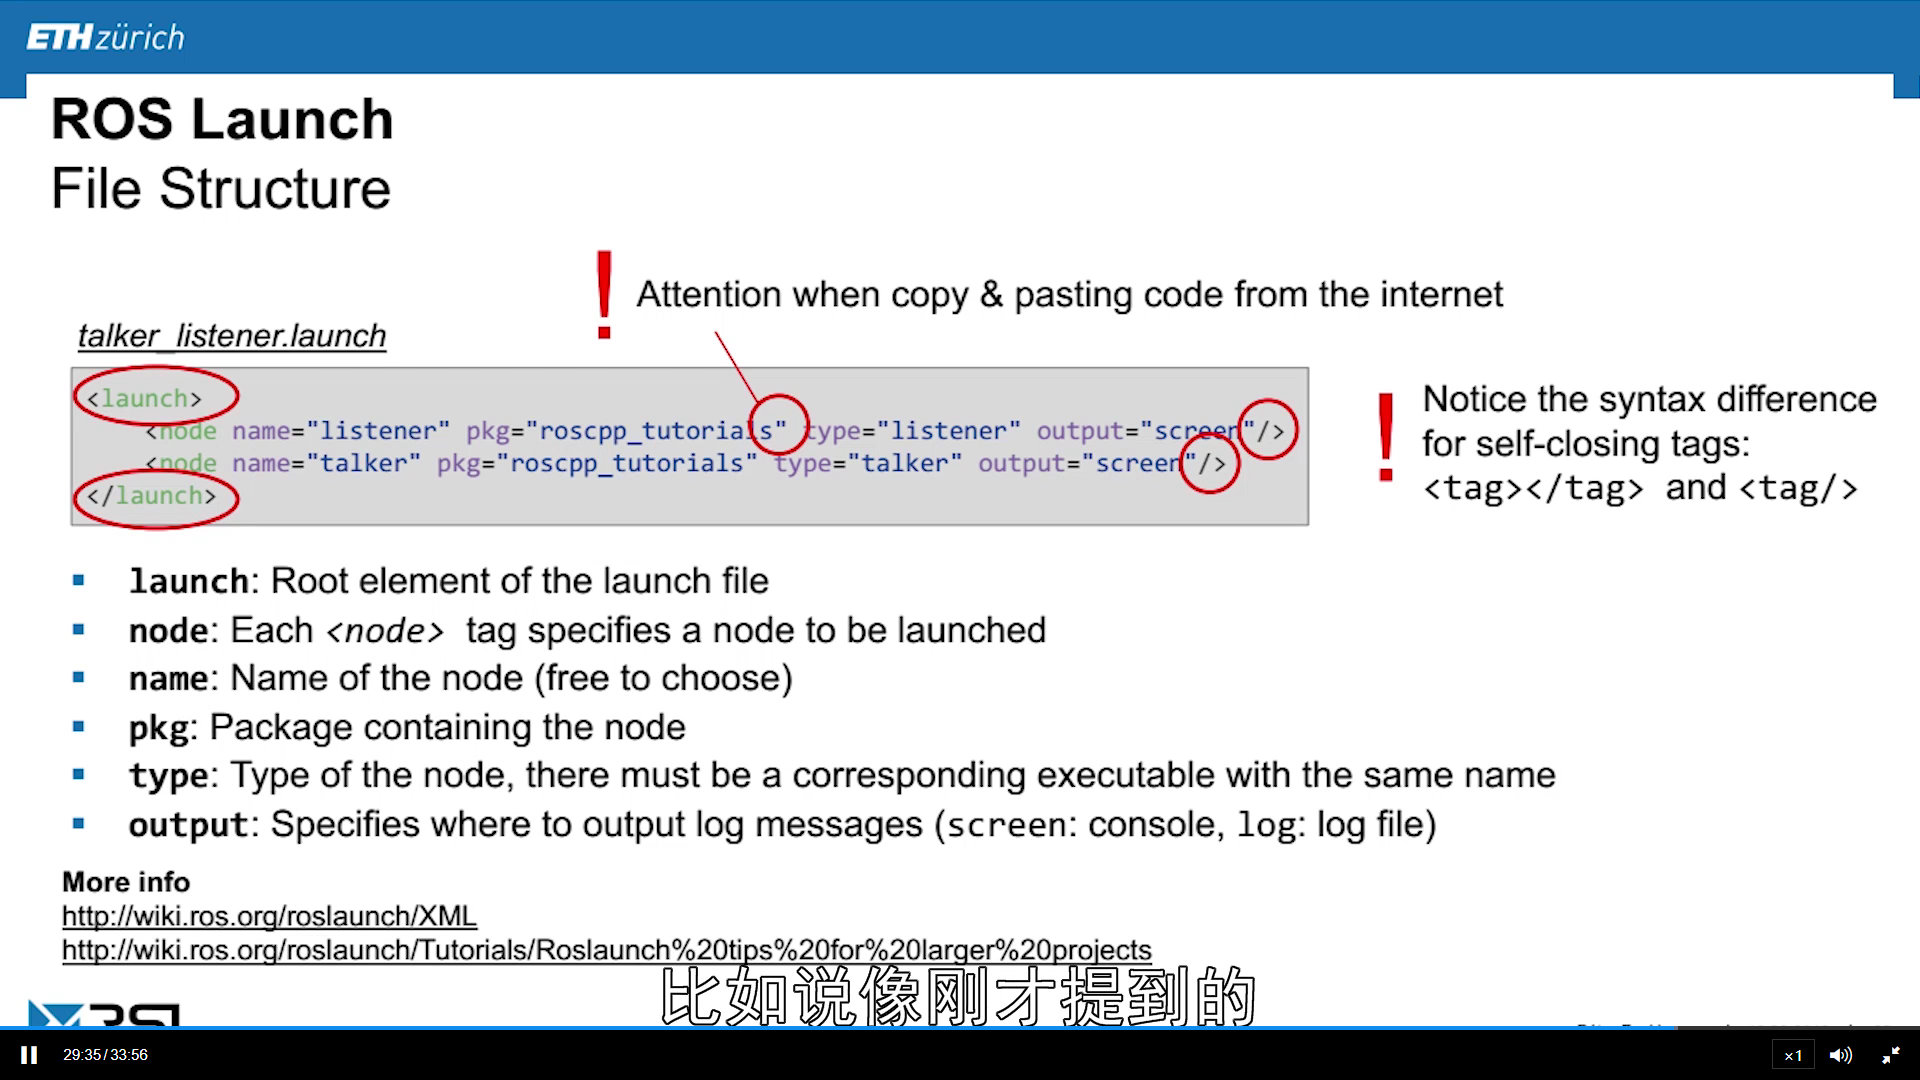 ETH zürich
ROS Launch
File Structure
! Attention when copy & pasting code from the internet
talker_listener.launch
<launch>
<node name="listener" pkg="roscpp_tutorials" type="listener" output="screen"/>
<node name="talker" pkg="roscpp_tutorials" type="talker" output="screen"/>
</launch>
! Notice the syntax difference
for self-closing tags:
<tag></tag> and <tag/>
▪ launch: Root element of the launch file
▪ node: Each <node> tag specifies a node to be launched
▪ name: Name of the node (free to choose)
▪ pkg: Package containing the node
▪ type: Type of the node, there must be a corresponding executable with the same name
▪ output: Specifies where to output log messages (screen: console, log: log file)
More info
http://wiki.ros.org/roslaunch/XML
http://wiki.ros.org/roslaunch/Tutorials/Roslaunch%20tips%20for%20larger%20projects
比如说像刚才提到的
RSL
29:35/33:56
×1